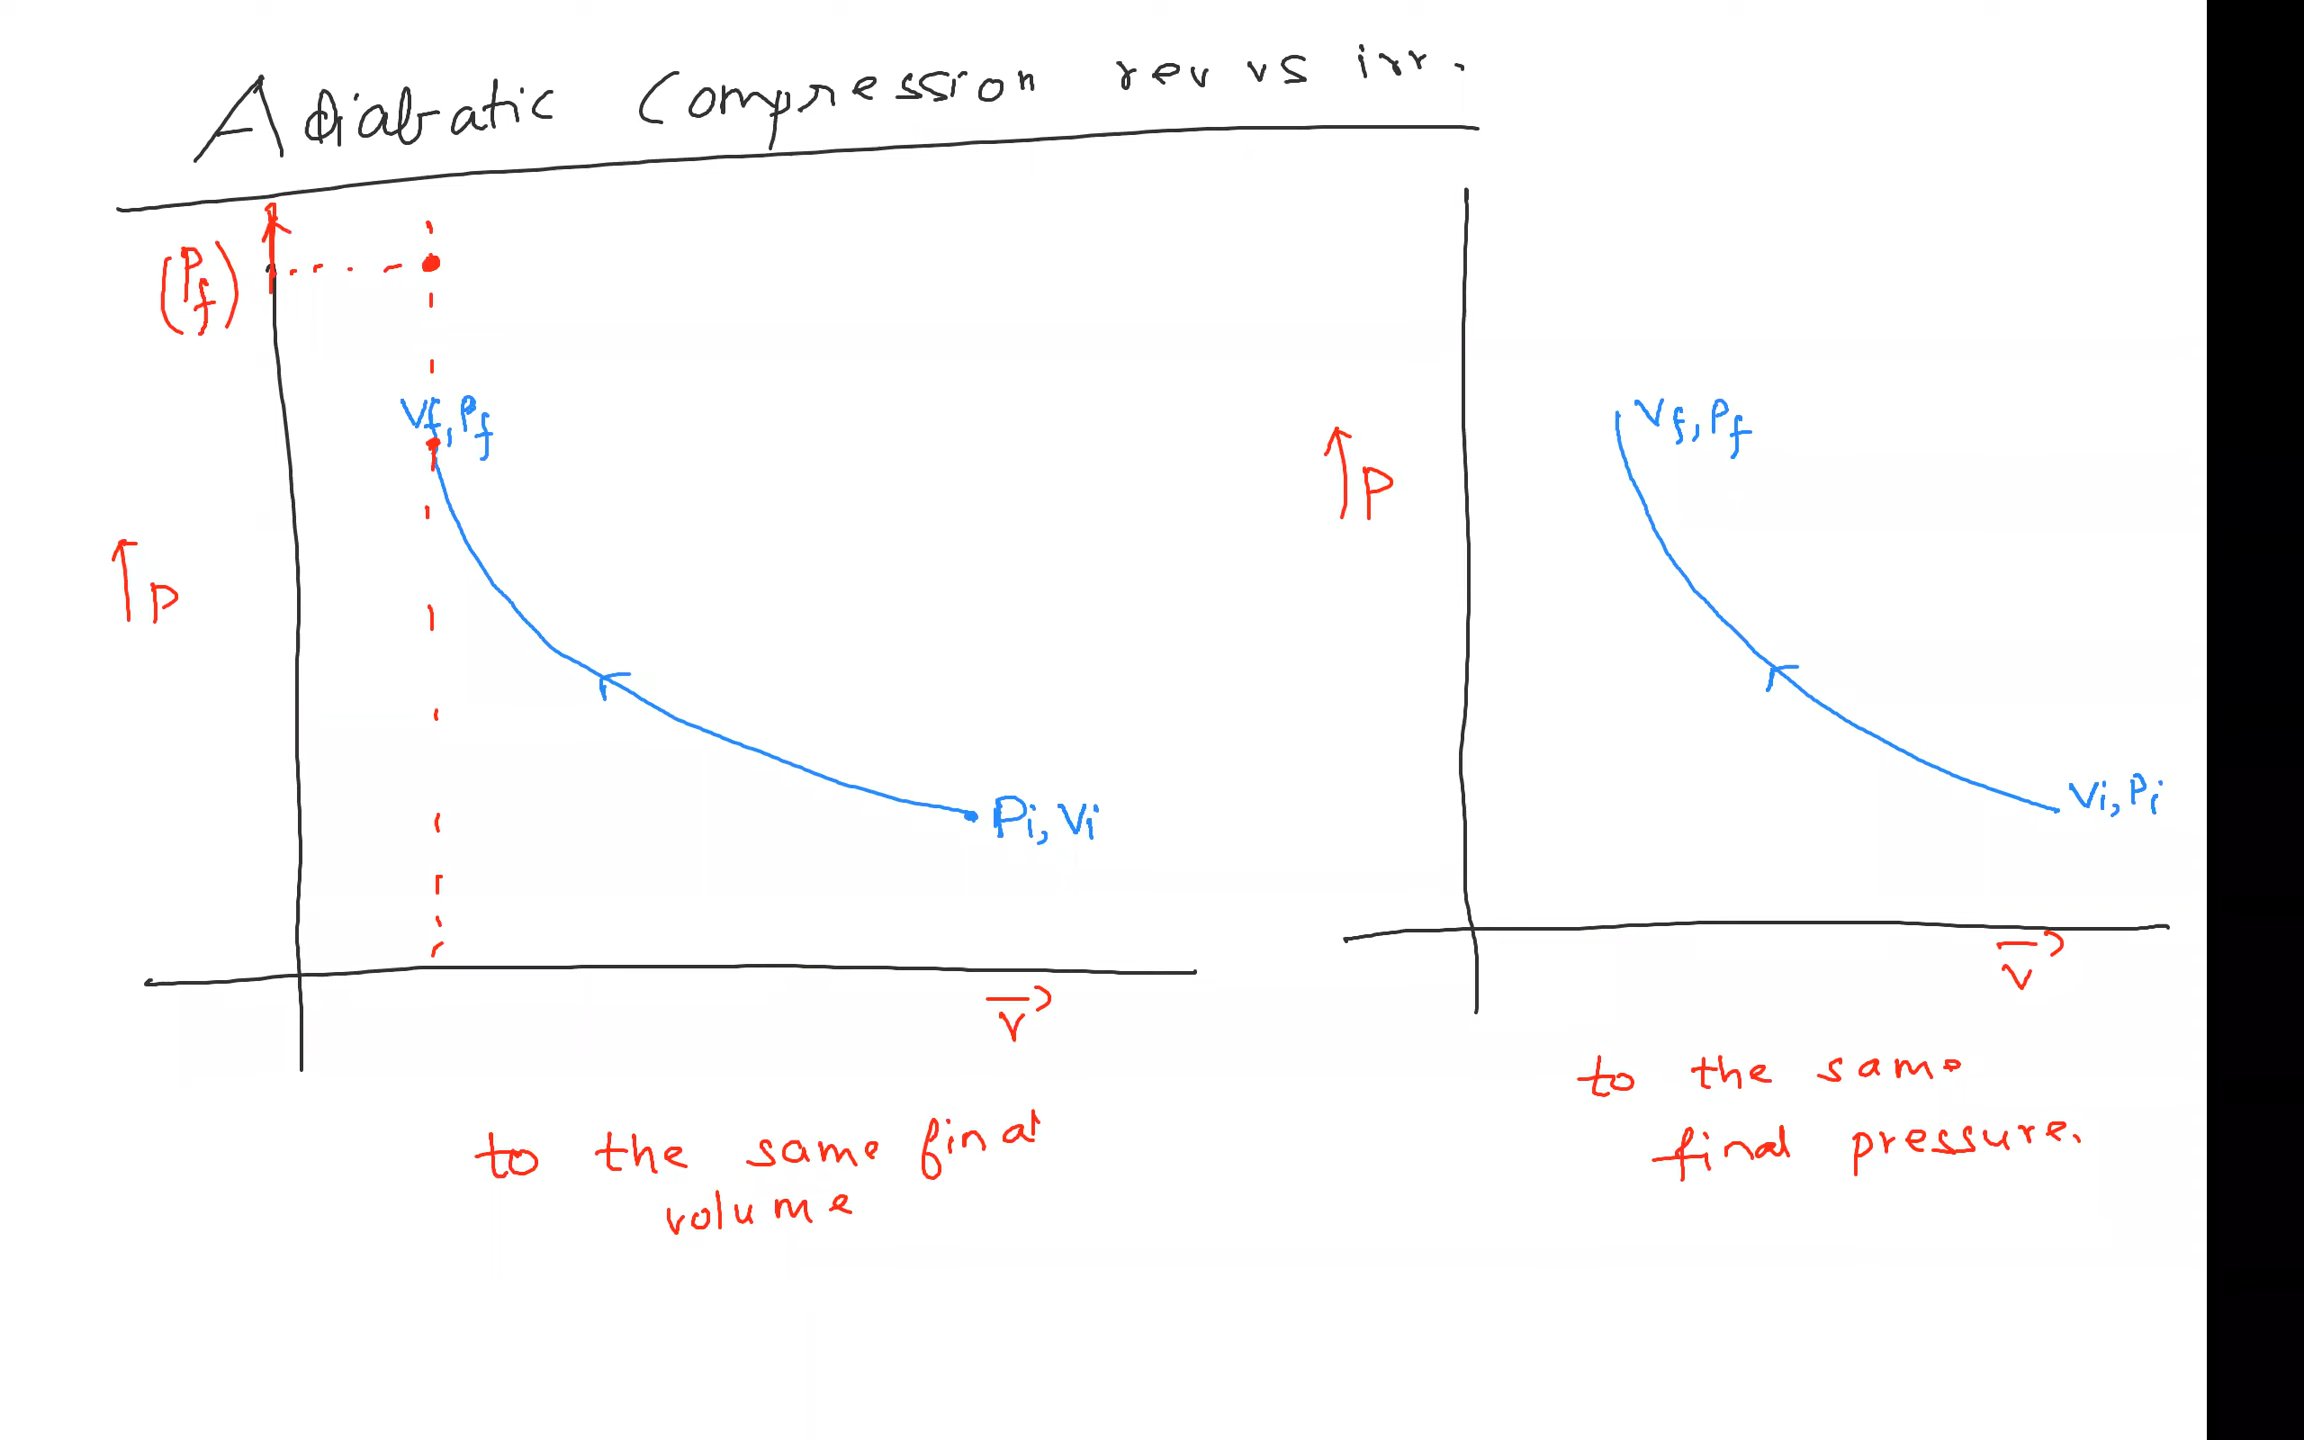 Adiabatic Compression rev vs irr.
(Pf)
Vf, Pf
P
Pi, Vi
V
to the same final
volume
Vf, Pf
P
Vi, Pi
V
to the same
final pressure.